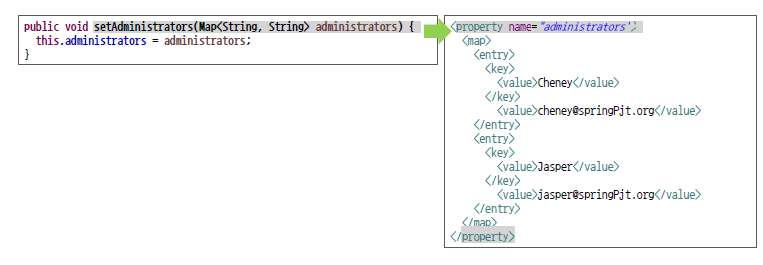 public void setAdministrators(Map<String, String> administrators) {
this.administrators = administrators;
}
<property name="administrators">
<map>
<entry>
<key>
<value>Cheney</value>
</key>
<value>cheney@springPjt.org</value>
</entry>
<entry>
<key>
<value>Jasper</value>
</key>
<value>jasper@springPjt.org</value>
</entry>
</map>
</property>